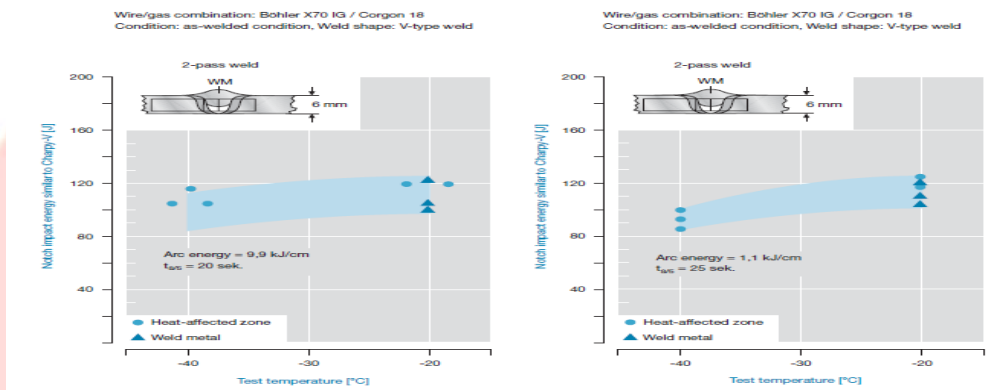 Wire/gas combination: Böhler X70 IG / Corgon 18
Condition: as-welded condition, Weld shape: V-type weld
2-pass weld
WM
6 mm
200
160
120
80
40
Notch impact energy similar to Charpy-V [J]
Arc energy = 9,9 kJ/cm
t8/5 = 20 sek.
Heat-affected zone
Weld metal
-40
-30
-20
Test temperature [°C]
Wire/gas combination: Böhler X70 IG / Corgon 18
Condition: as-welded condition, Weld shape: V-type weld
2-pass weld
WM
6 mm
200
160
120
80
40
Notch impact energy similar to Charpy-V [J]
Arc energy = 1,1 kJ/cm
t8/5 = 25 sek.
Heat-affected zone
Weld metal
-40
-30
-20
Test temperature [°C]